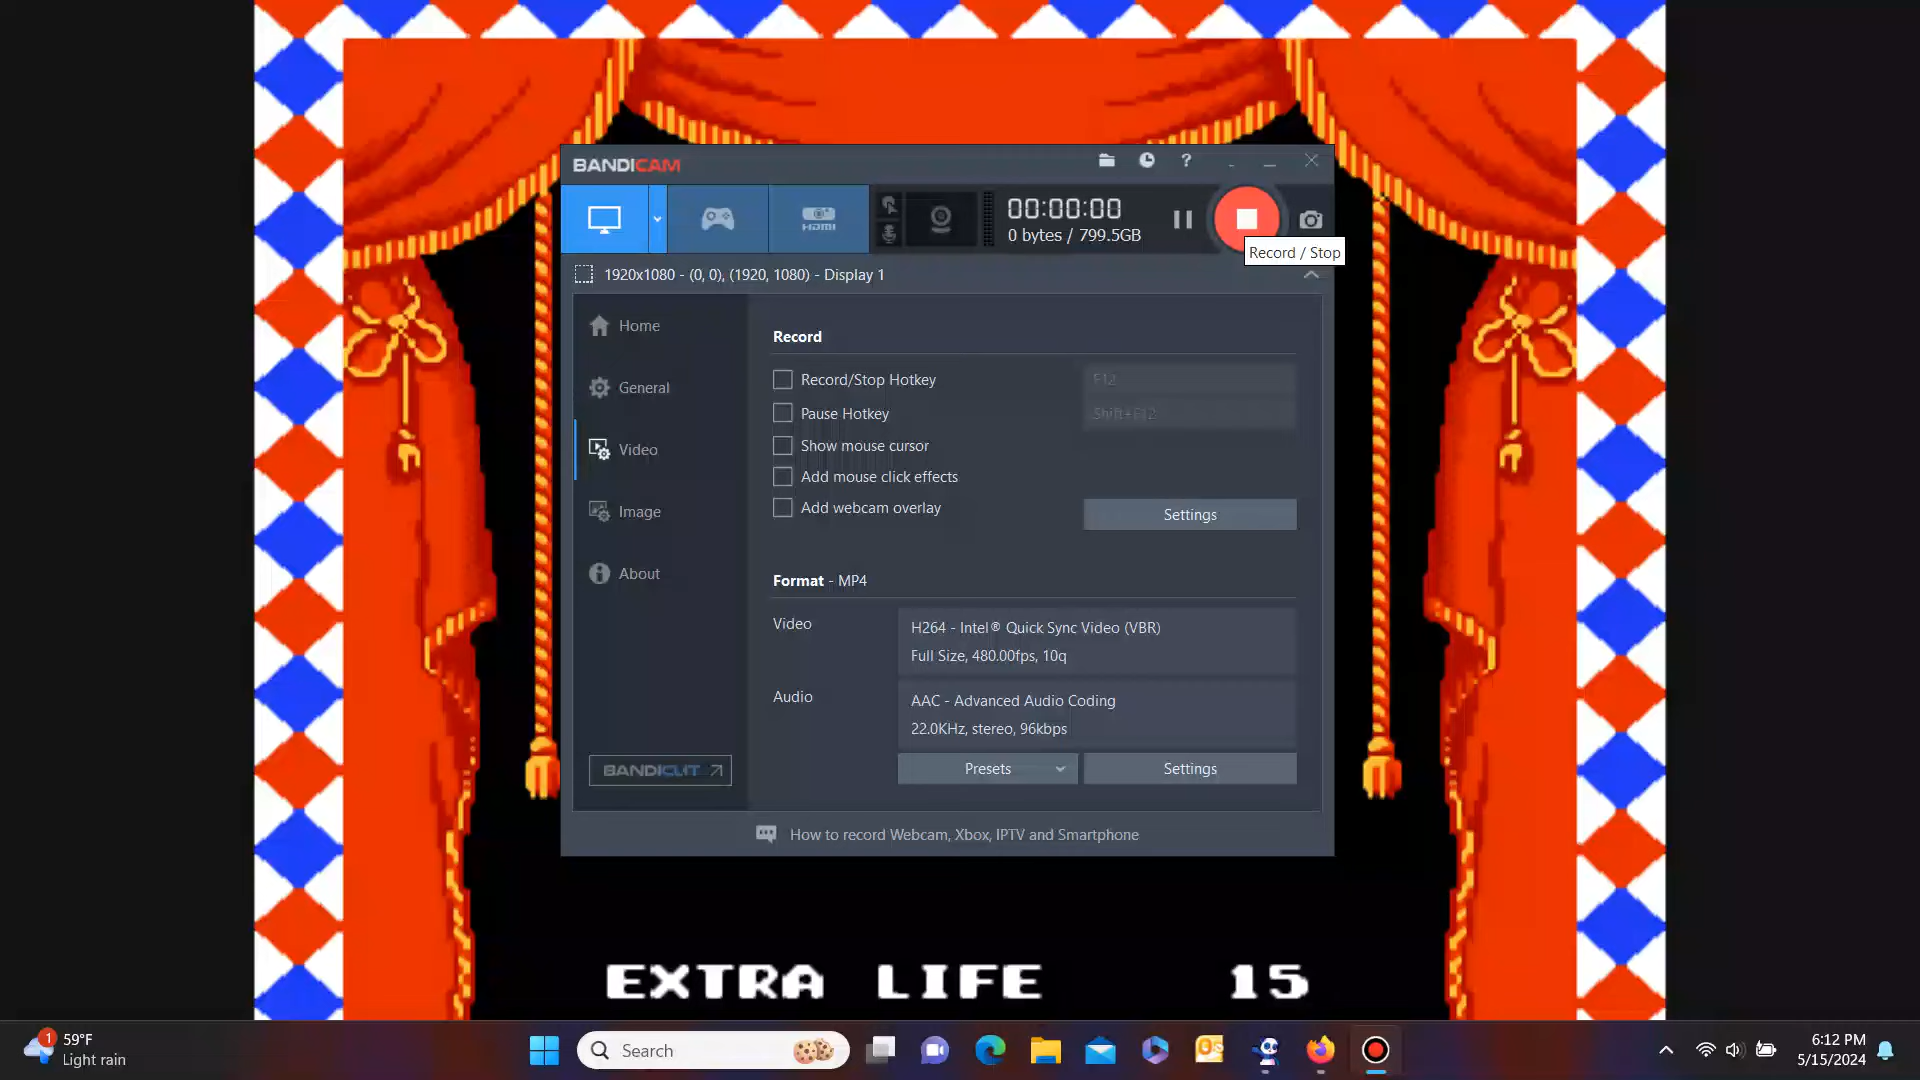 BANDICAM
?
HDMI
00:00:00
0 bytes / 799.5GB
Record / Stop
1920x1080 - (0, 0), (1920, 1080) - Display 1
Home
General
Video
Image
About
BANDICUT
Record
Record/Stop Hotkey
F12
Pause Hotkey
Shift+F12
Show mouse cursor
Add mouse click effects
Add webcam overlay
Settings
Format - MP4
Video
H264 - Intel® Quick Sync Video (VBR)
Full Size, 480.00fps, 10q
Audio
AAC - Advanced Audio Coding
22.0KHz, stereo, 96kbps
Presets
Settings
How to record Webcam, Xbox, IPTV and Smartphone
EXTRA LIFE 15
1
59°F
Light rain
Search
6:12 PM
5/15/2024